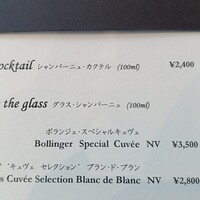 ocktail シャンパーニュ・カクテル (100ml) ¥2,400
the glass グラス・シャンパーニュ (100ml)
ボランジェ・スペシャルキュヴェ
Bollinger Special Cuvée NV ¥3,500
キュヴェ セレクション ブラン・ド・ブラン
s Cuvée Selection Blanc de Blanc NV ¥2,800